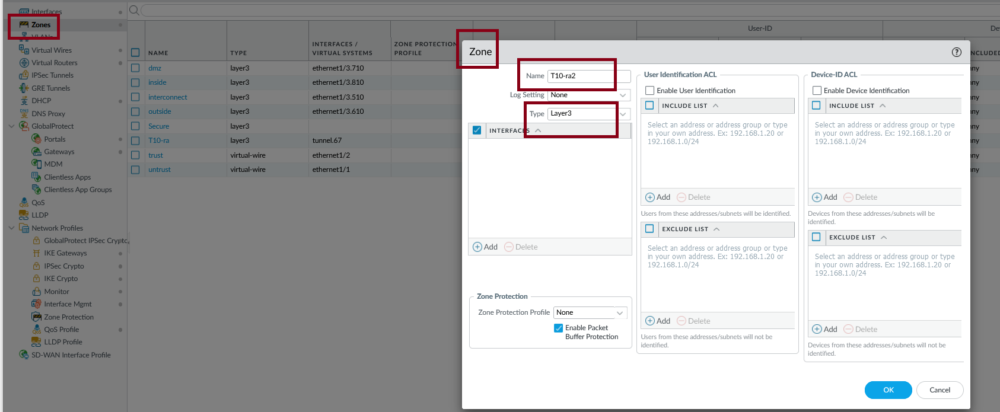 Interfaces
Zones
VLANs
Virtual Wires
Virtual Routers
IPSec Tunnels
GRE Tunnels
DHCP
DNS Proxy
GlobalProtect
Portals
Gateways
MDM
Clientless Apps
Clientless App Groups
QoS
LLDP
Network Profiles
GlobalProtect IPSec Crypto
IKE Gateways
IPSec Crypto
IKE Crypto
Monitor
Interface Mgmt
Zone Protection
QoS Profile
LLDP Profile
SD-WAN Interface Profile
User-ID
NAME TYPE INTERFACES / VIRTUAL SYSTEMS ZONE PROTECTION PROFILE
dmz layer3 ethernet1/3.710
inside layer3 ethernet1/3.810
interconnect layer3 ethernet1/3.510
outside layer3 ethernet1/3.610
Secure layer3
T10-ra layer3 tunnel.67
trust virtual-wire ethernet1/2
untrust virtual-wire ethernet1/1
Zone
Name T10-ra2
Log Setting None
Type Layer3
INTERFACES
Add Delete
Zone Protection
Zone Protection Profile None
Enable Packet
Buffer Protection
User Identification ACL
Enable User Identification
INCLUDE LIST
Select an address or address group or type
in your own address. Ex: 192.168.1.20 or
192.168.1.0/24
Add Delete
Users from these addresses/subnets will be identified.
EXCLUDE LIST
Select an address or address group or type
in your own address. Ex: 192.168.1.20 or
192.168.1.0/24
Add Delete
Users from these addresses/subnets will not be
identified.
Device-ID ACL
Enable Device Identification
INCLUDE LIST
Select an address or address group or type
in your own address. Ex: 192.168.1.20 or
192.168.1.0/24
Add Delete
Devices from these addresses/subnets will be
identified.
EXCLUDE LIST
Select an address or address group or type
in your own address. Ex: 192.168.1.20 or
192.168.1.0/24
Add Delete
Devices from these addresses/subnets will not be
identified.
OK Cancel